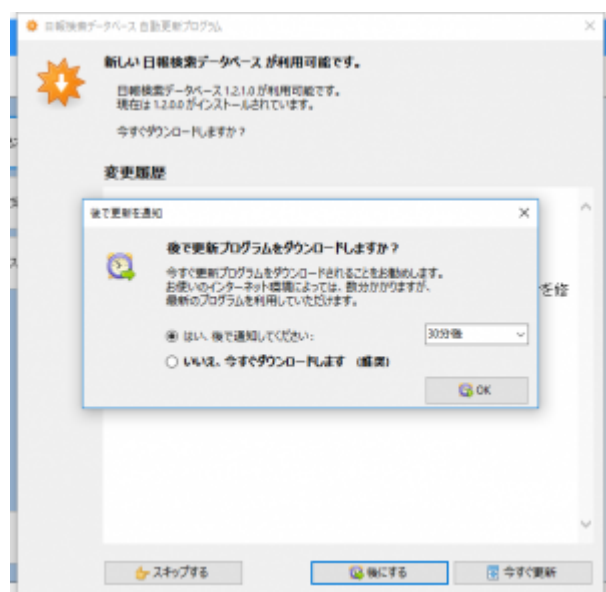 日報検索データベース 自動更新プログラム
新しい 日報検索データベース が利用可能です。
日報検索データベース 1.2.1.0 が利用可能です。
現在は 1.2.0.0 がインストールされています。
今すぐダウンロードしますか?
変更履歴
を修
後で更新を通知
後で更新プログラムをダウンロードしますか?
今すぐ更新プログラムをダウンロードされることをお勧めします。
お使いのインターネット環境によっては、数分かかりますが、
最新のプログラムを利用していただけます。
はい、後で通知してください:
30分後
いいえ、今すぐダウンロードします (推奨)
OK
スキップする
後にする
今すぐ更新